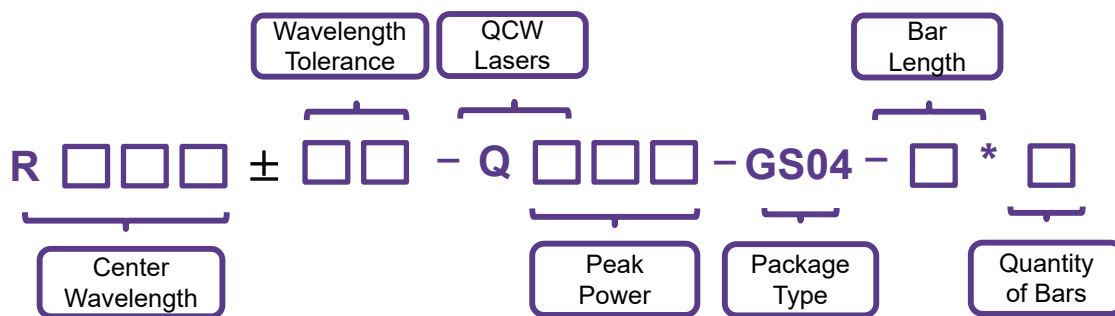 Wavelength
Tolerance
QCW
Lasers
Bar
Length
R □□□ ± □□ - Q □□□ - GS04 - □ * □
Center
Wavelength
Peak
Power
Package
Type
Quantity
of Bars